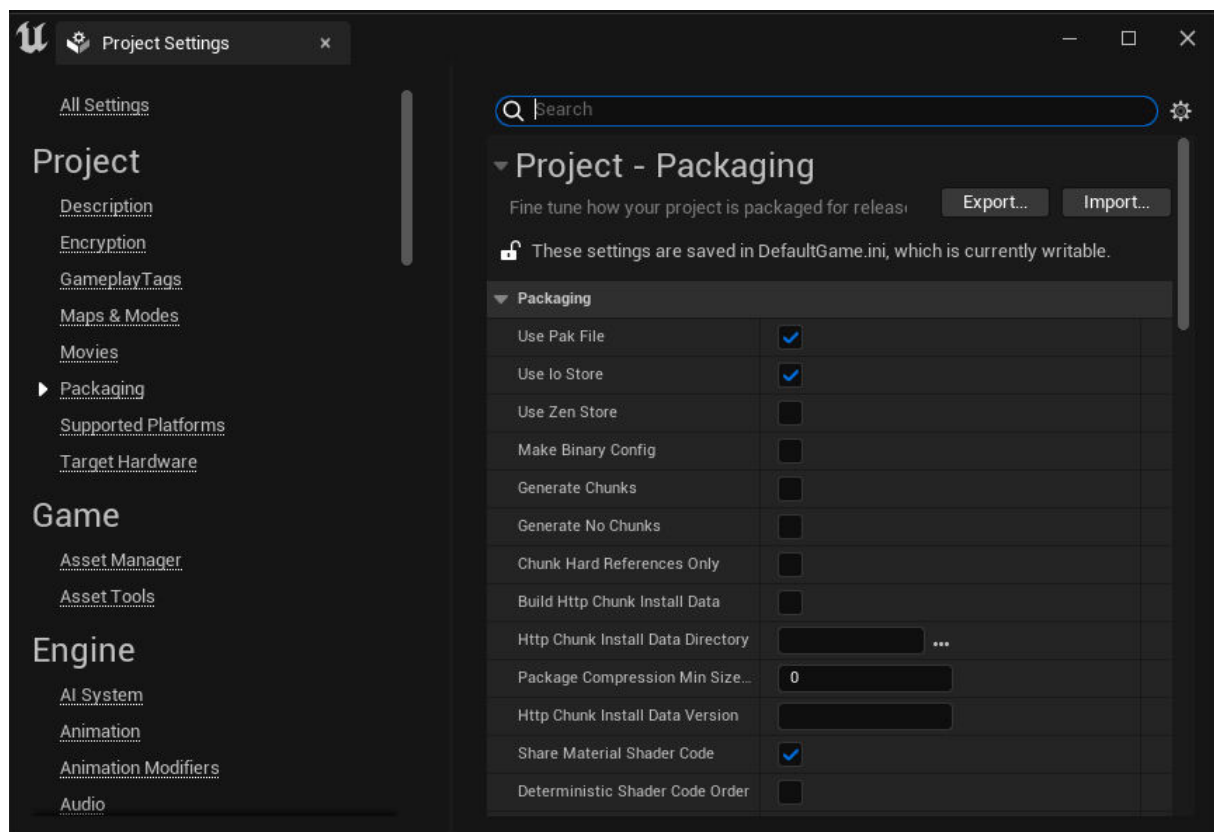 Project Settings
All Settings
Project
Description
Encryption
GameplayTags
Maps & Modes
Movies
Packaging
Supported Platforms
Target Hardware
Game
Asset Manager
Asset Tools
Engine
AI System
Animation
Animation Modifiers
Audio
Search
Project - Packaging
Fine tune how your project is packaged for releas
Export...
Import...
These settings are saved in DefaultGame.ini, which is currently writable.
Packaging
Use Pak File
Use Io Store
Use Zen Store
Make Binary Config
Generate Chunks
Generate No Chunks
Chunk Hard References Only
Build Http Chunk Install Data
Http Chunk Install Data Directory
...
Package Compression Min Size...
0
Http Chunk Install Data Version
Share Material Shader Code
Deterministic Shader Code Order